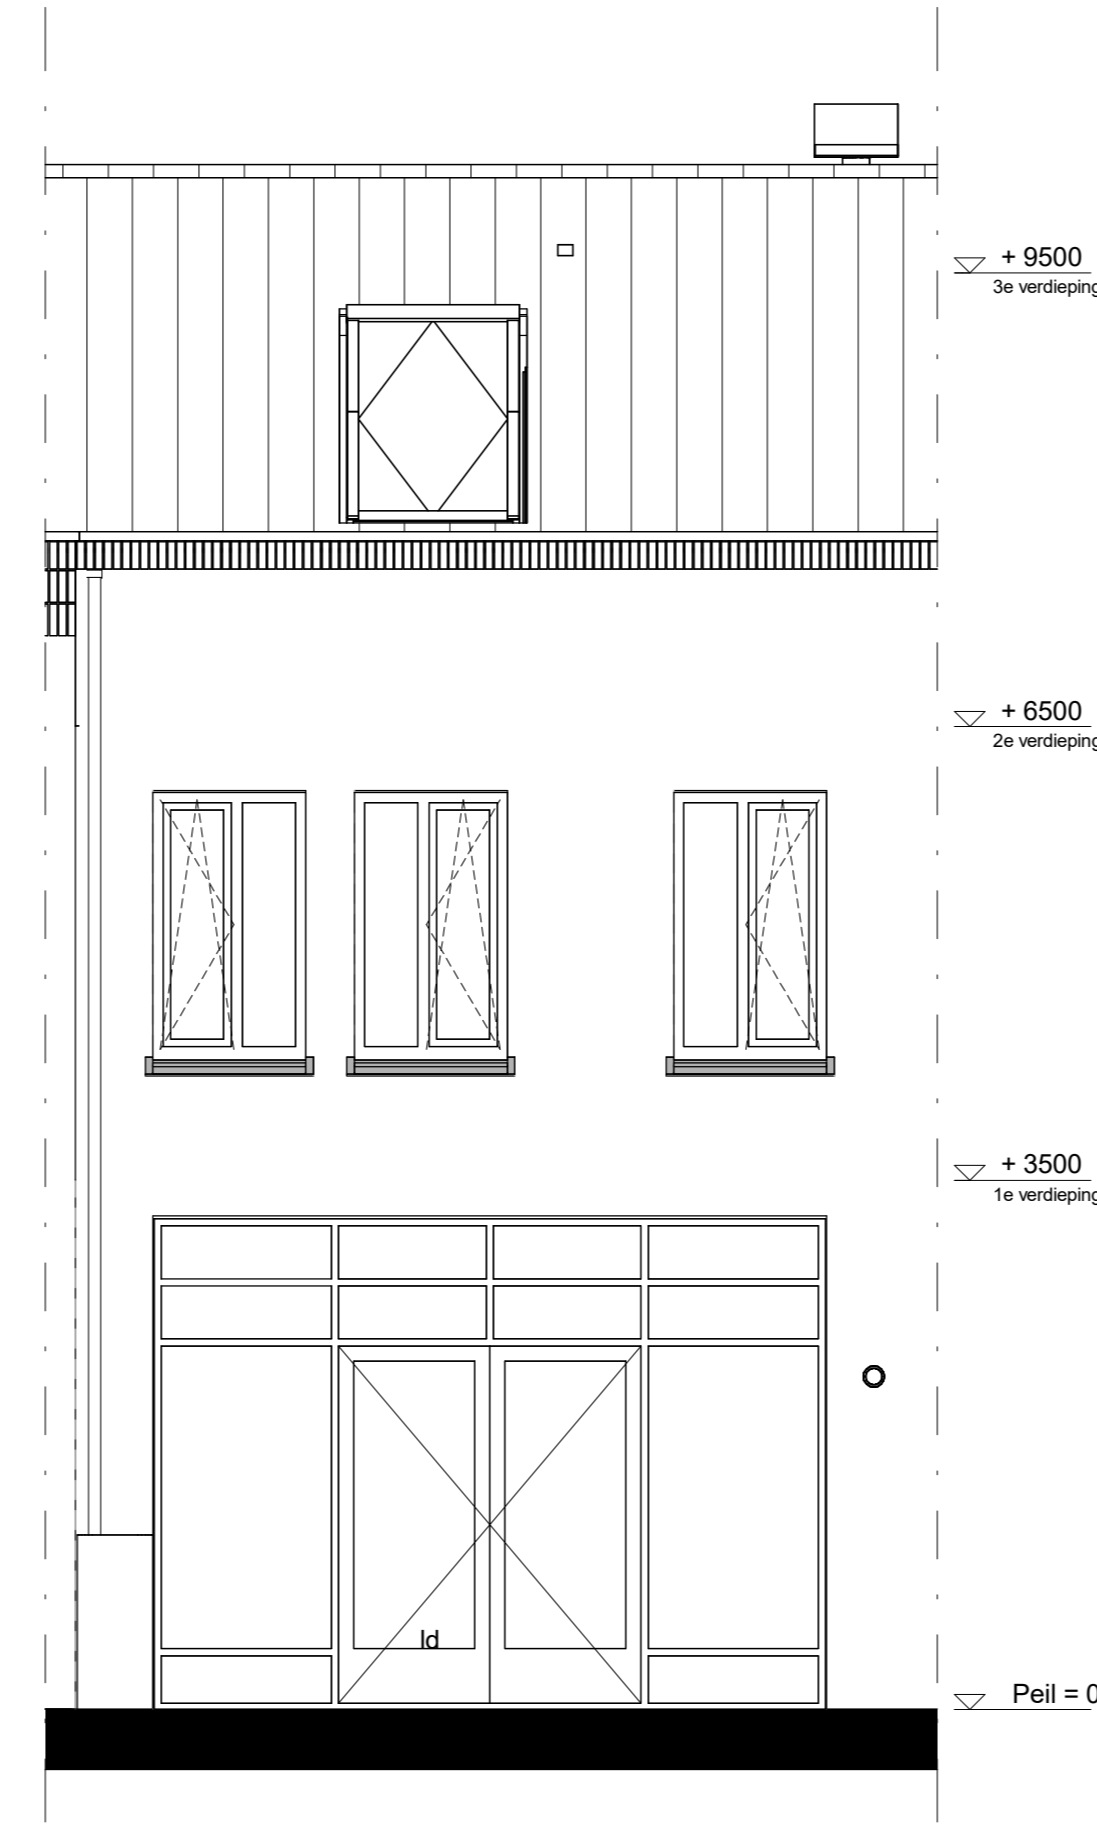 + 9500
3e verdieping
+ 6500
2e verdieping
+ 3500
1e verdieping
ld
Peil = 0